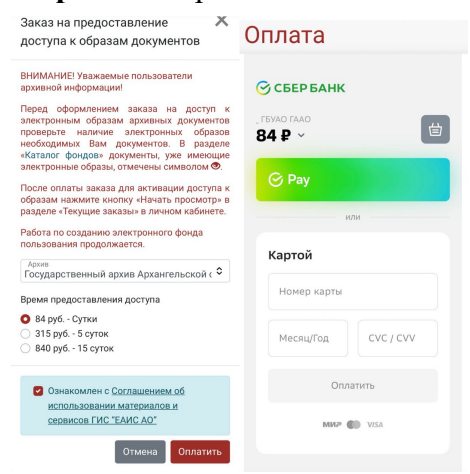 Заказ на предоставление
доступа к образам документов
ВНИМАНИЕ! Уважаемые пользователи
архивной информации!
Перед оформлением заказа на доступ к
электронным образам архивных документов
проверьте наличие электронных образов
необходимых Вам документов. В разделе
«Каталог фондов» документы, уже имеющие
электронные образы, отмечены символом
После оплаты заказа для активации доступа к
образам нажмите кнопку «Начать просмотр» в
разделе «Текущие заказы» в личном кабинете.
Работа по созданию электронного фонда
пользования продолжается.
Архив
Государственный архив Архангельской
Время предоставления доступа
84 руб. - Сутки
315 руб. - 5 суток
840 руб. - 15 суток
Ознакомлен с Соглашением об
использовании материалов и
сервисов ГИС "ЕАИС АО"
Отмена Оплатить
Оплата
СБЕР БАНК
ГБУАО ГААО
84 ₽
Pay
или
Картой
Номер карты
Месяц/Год CVC / CVV
Оплатить
МИР VISA